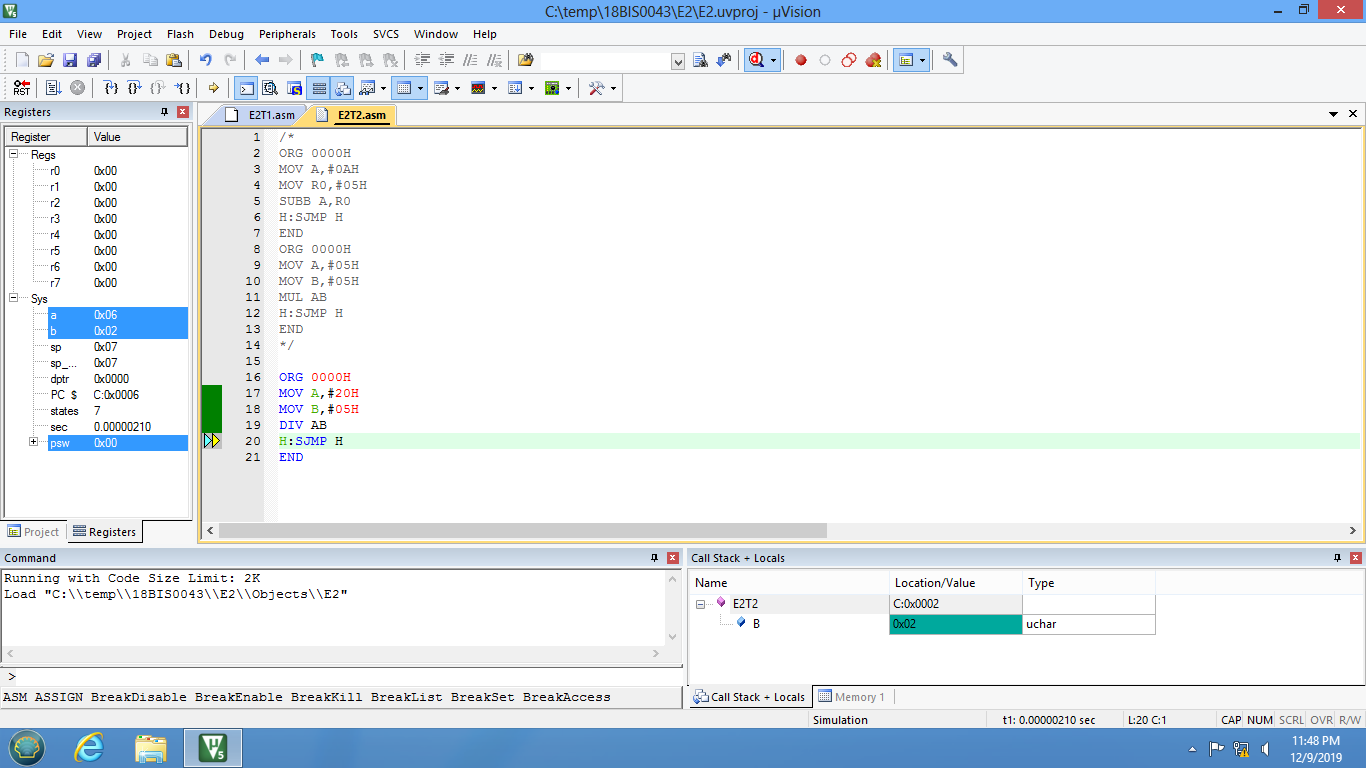 C:\temp\18BIS0043\E2\E2.uvproj - µVision
File Edit View Project Flash Debug Peripherals Tools SVCS Window Help
RST
Registers
E2T1.asm E2T2.asm
Register Value
Regs
r0 0x00
r1 0x00
r2 0x00
r3 0x00
r4 0x00
r5 0x00
r6 0x00
r7 0x00
Sys
a 0x06
b 0x02
sp 0x07
sp_... 0x07
dptr 0x0000
PC $ C:0x0006
states 7
sec 0.00000210
psw 0x00
1 /*
2 ORG 0000H
3 MOV A,#0AH
4 MOV R0,#05H
5 SUBB A,R0
6 H:SJMP H
7 END
8 ORG 0000H
9 MOV A,#05H
10 MOV B,#05H
11 MUL AB
12 H:SJMP H
13 END
14 */
15
16 ORG 0000H
17 MOV A,#20H
18 MOV B,#05H
19 DIV AB
20 H:SJMP H
21 END
Project Registers
Command
Running with Code Size Limit: 2K
Load "C:\\temp\\18BIS0043\\E2\\Objects\\E2"
>
ASM ASSIGN BreakDisable BreakEnable BreakKill BreakList BreakSet BreakAccess
Call Stack + Locals
Name Location/Value Type
E2T2 C:0x0002
B 0x02 uchar
Call Stack + Locals Memory 1
Simulation t1: 0.00000210 sec L:20 C:1 CAP NUM SCRL OVR R/W
11:48 PM
12/9/2019